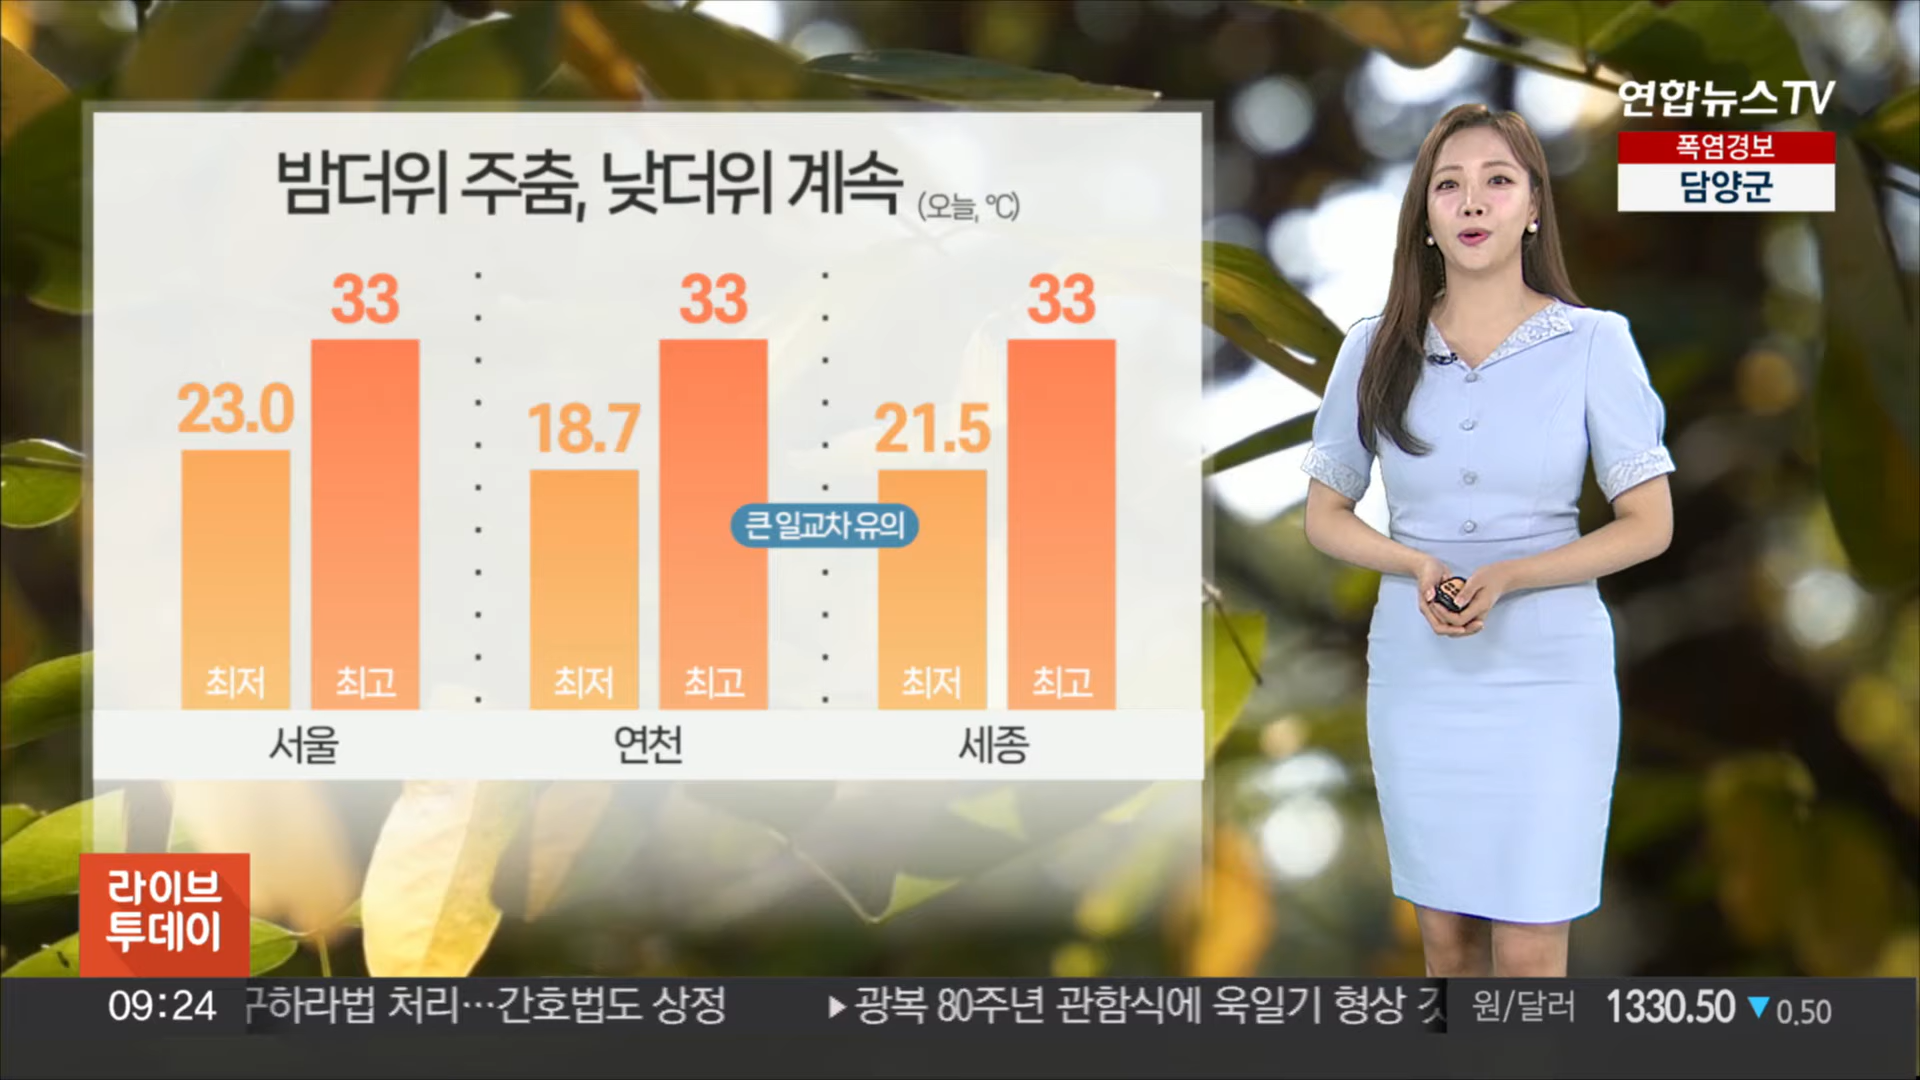 연합뉴스TV
폭염경보
담양군
밤더위 주춤, 낮더위 계속 (오늘, ℃)
23.0 33 18.7 33 21.5 33
큰 일교차 유의
최저 최고 최저 최고 최저 최고
서울 연천 세종
라이브
투데이
09:24 구하라법 처리…간호법도 상정 ▶광복 80주년 관함식에 욱일기 형상 원/달러 1330.50 ▼0.50